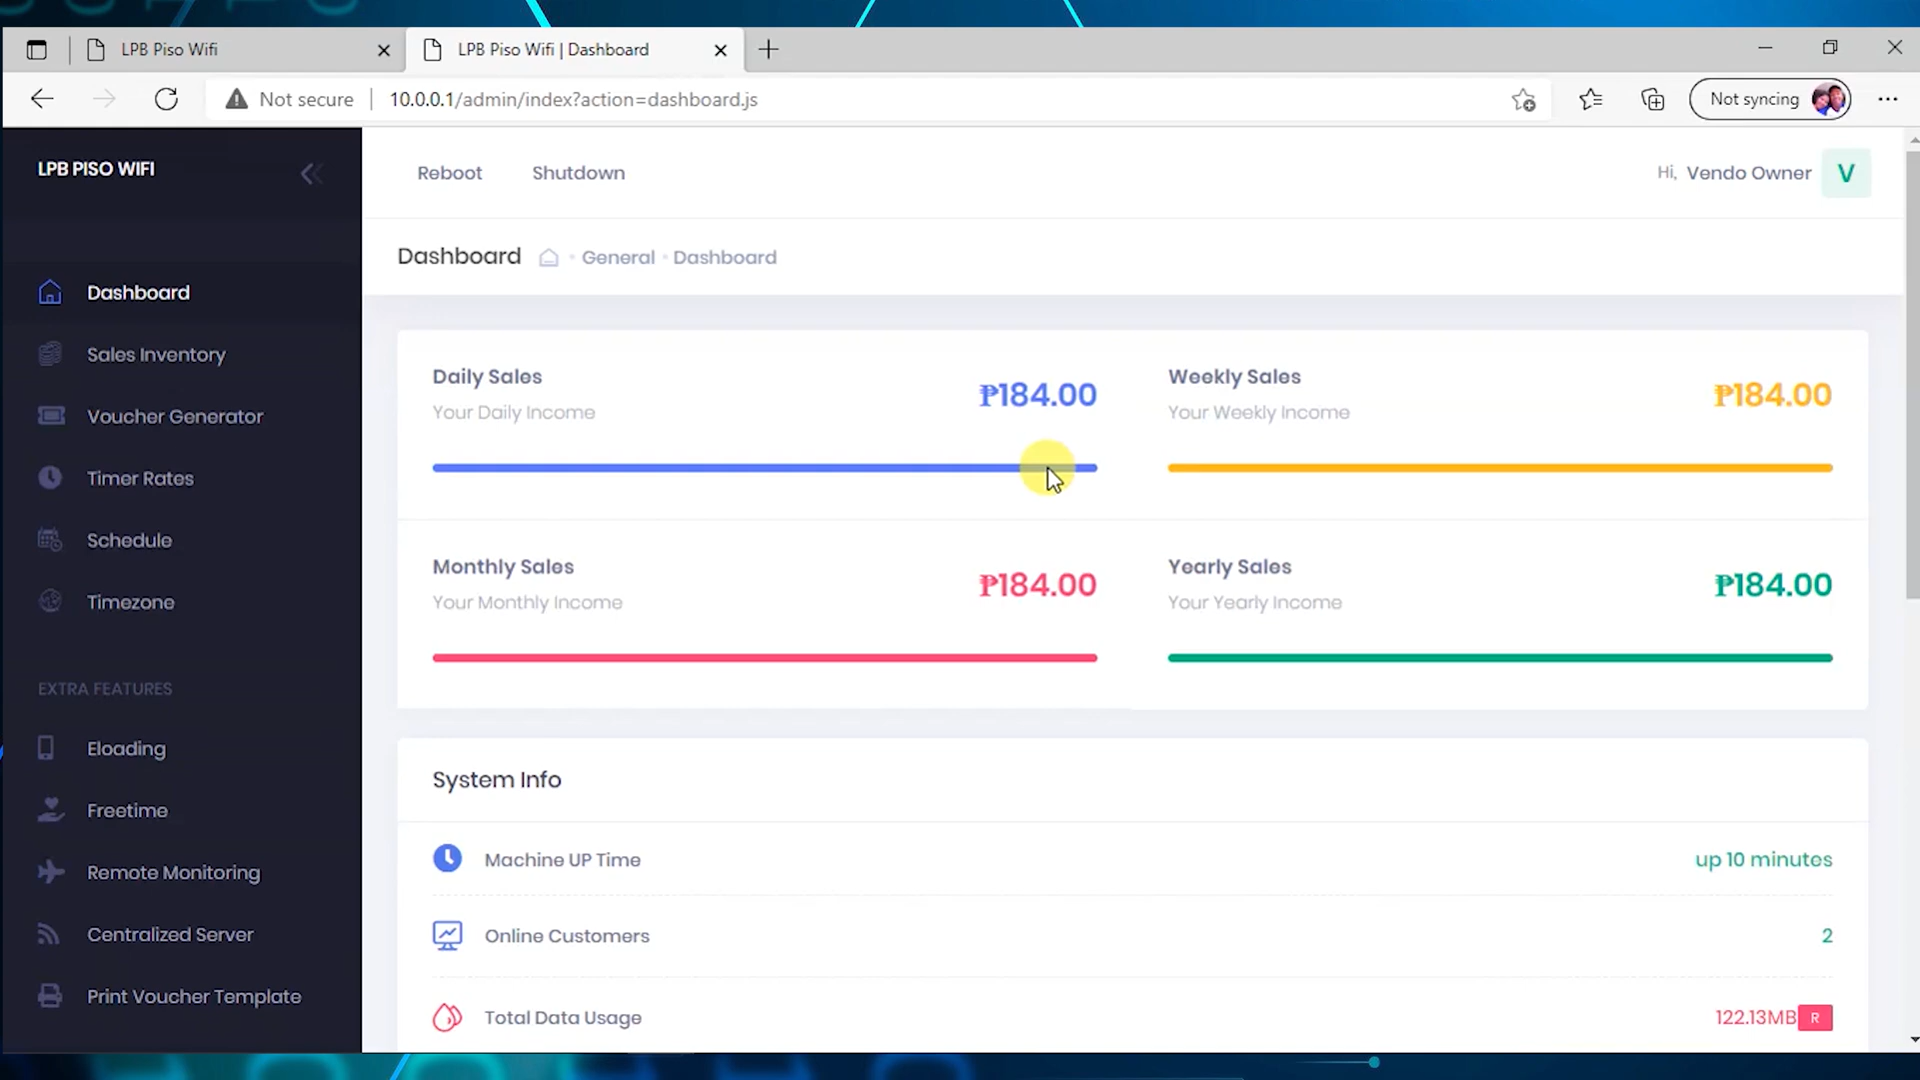 LPB Piso Wifi
LPB Piso Wifi | Dashboard
Not secure
10.0.0.1/admin/index?action=dashboard.js
Not syncing
LPB PISO WIFI
Reboot
Shutdown
Hi, Vendo Owner
V
Dashboard
General
Dashboard
Dashboard
Sales Inventory
Voucher Generator
Timer Rates
Schedule
Timezone
EXTRA FEATURES
Eloading
Freetime
Remote Monitoring
Centralized Server
Print Voucher Template
Daily Sales
Your Daily Income
₱184.00
Weekly Sales
Your Weekly Income
₱184.00
Monthly Sales
Your Monthly Income
₱184.00
Yearly Sales
Your Yearly Income
₱184.00
System Info
Machine UP Time
up 10 minutes
Online Customers
2
Total Data Usage
122.13MB
R